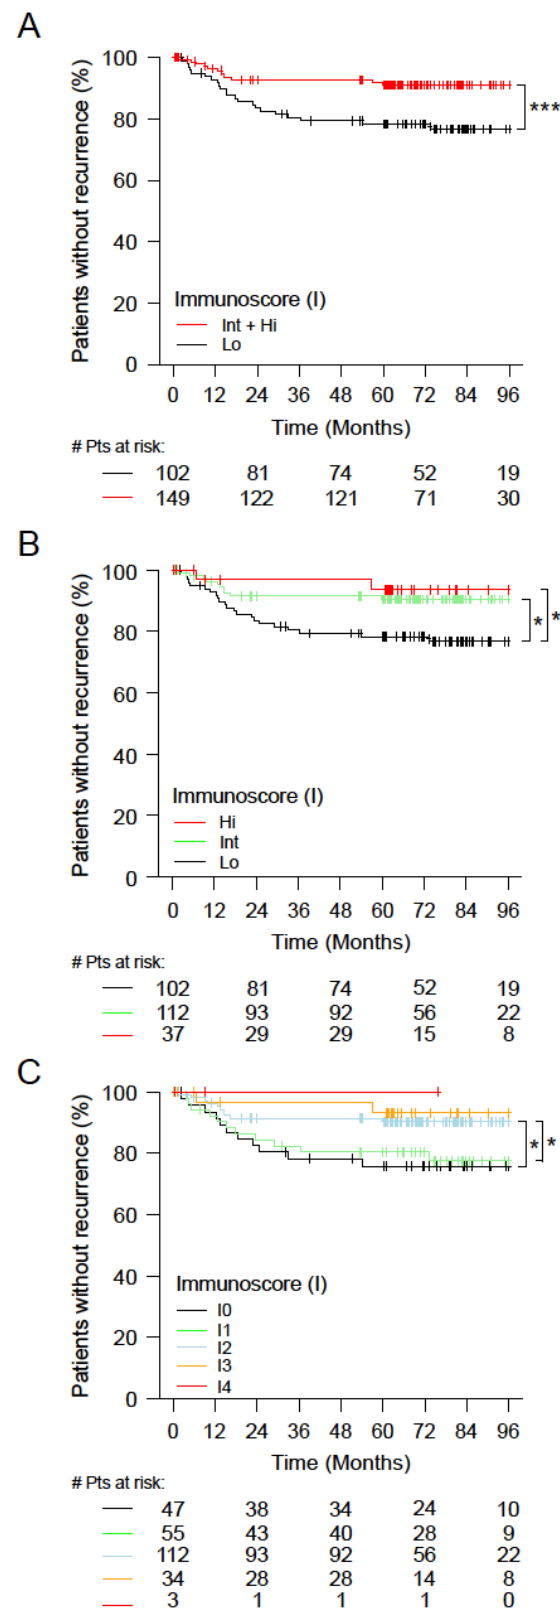 A
Patients without recurrence (%)
100
80
60
40
20
0
***
Immunoscore (I)
Int + Hi
Lo
0 12 24 36 48 60 72 84 96
Time (Months)
# Pts at risk:
102 81 74 52 19
149 122 121 71 30
B
Patients without recurrence (%)
100
80
60
40
20
0
* *
Immunoscore (I)
Hi
Int
Lo
0 12 24 36 48 60 72 84 96
Time (Months)
# Pts at risk:
102 81 74 52 19
112 93 92 56 22
37 29 29 15 8
C
Patients without recurrence (%)
100
80
60
40
20
0
* *
Immunoscore (I)
I0
I1
I2
I3
I4
0 12 24 36 48 60 72 84 96
Time (Months)
# Pts at risk:
47 38 34 24 10
55 43 40 28 9
112 93 92 56 22
34 28 28 14 8
3 1 1 1 0